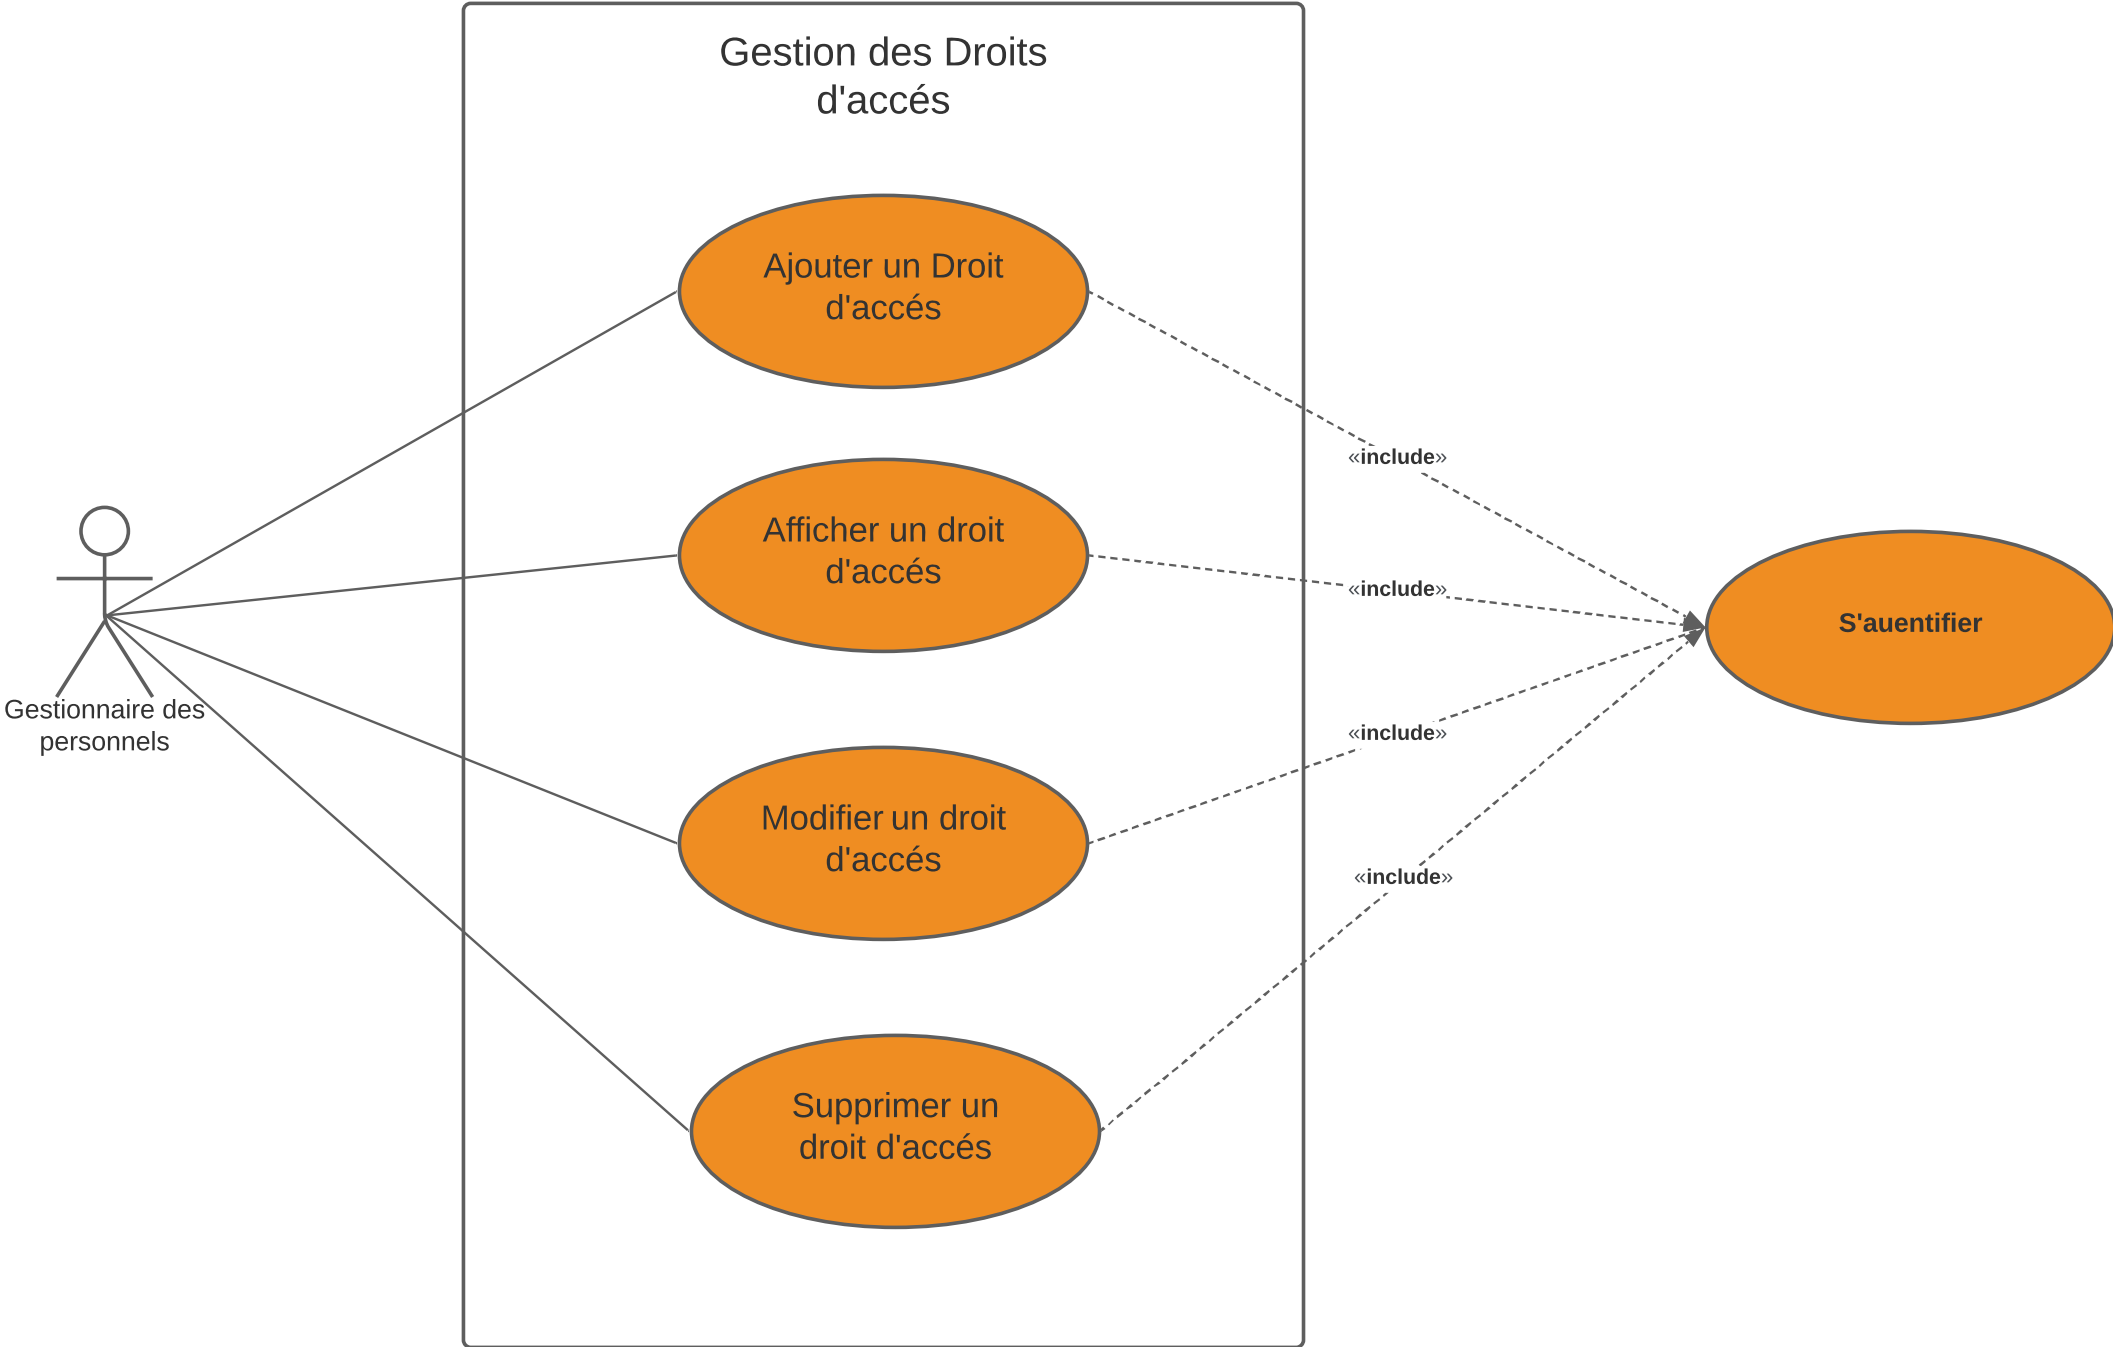 Gestion des Droits
d'accés
Ajouter un Droit
d'accés
«include»
Afficher un droit
d'accés
«include»
S'auentifier
Gestionnaire des
personnels
«include»
Modifier un droit
d'accés
«include»
Supprimer un
droit d'accés